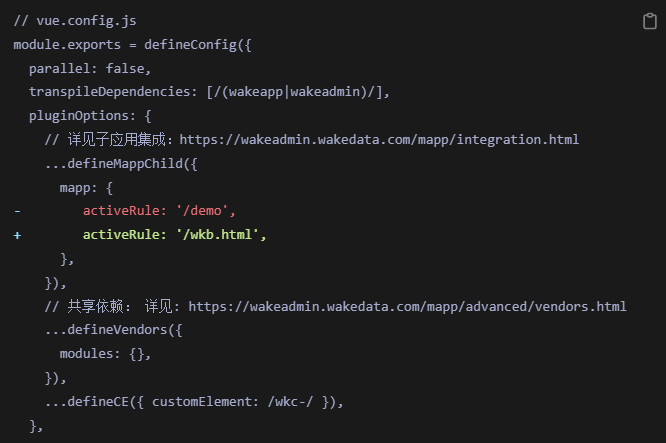 // vue.config.js
module.exports = defineConfig({
  parallel: false,
  transpileDependencies: [/(wakeapp|wakeadmin)/],
  pluginOptions: {
    // 详见子应用集成：https://wakeadmin.wakedata.com/mapp/integration.html
    ...defineMappChild({
      mapp: {
-        activeRule: '/demo',
+        activeRule: '/wkb.html',
      },
    }),
    // 共享依赖： 详见: https://wakeadmin.wakedata.com/mapp/advanced/vendors.html
    ...defineVendors({
      modules: {},
    }),
    ...defineCE({ customElement: /wkc-/ }),
  },